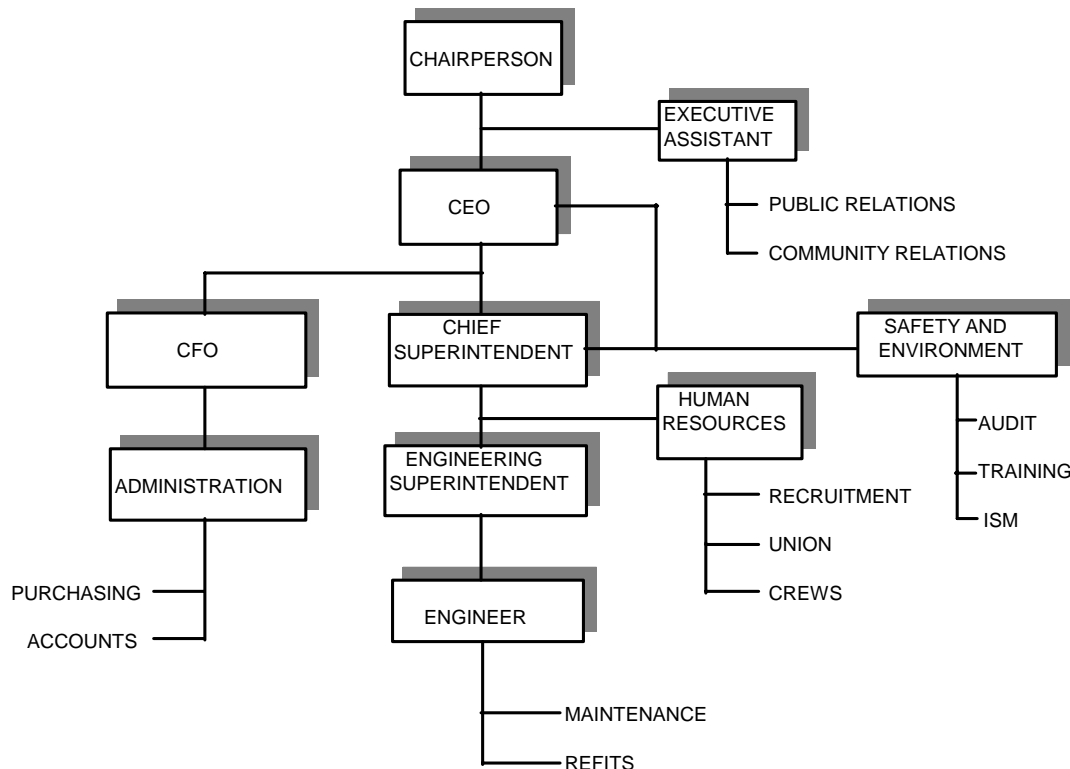 CHAIRPERSON
EXECUTIVE
ASSISTANT
CEO
PUBLIC RELATIONS
COMMUNITY RELATIONS
CFO
CHIEF
SUPERINTENDENT
SAFETY AND
ENVIRONMENT
HUMAN
RESOURCES
AUDIT
ADMINISTRATION
ENGINEERING
SUPERINTENDENT
TRAINING
RECRUITMENT
ISM
UNION
PURCHASING
CREWS
ENGINEER
ACCOUNTS
MAINTENANCE
REFITS